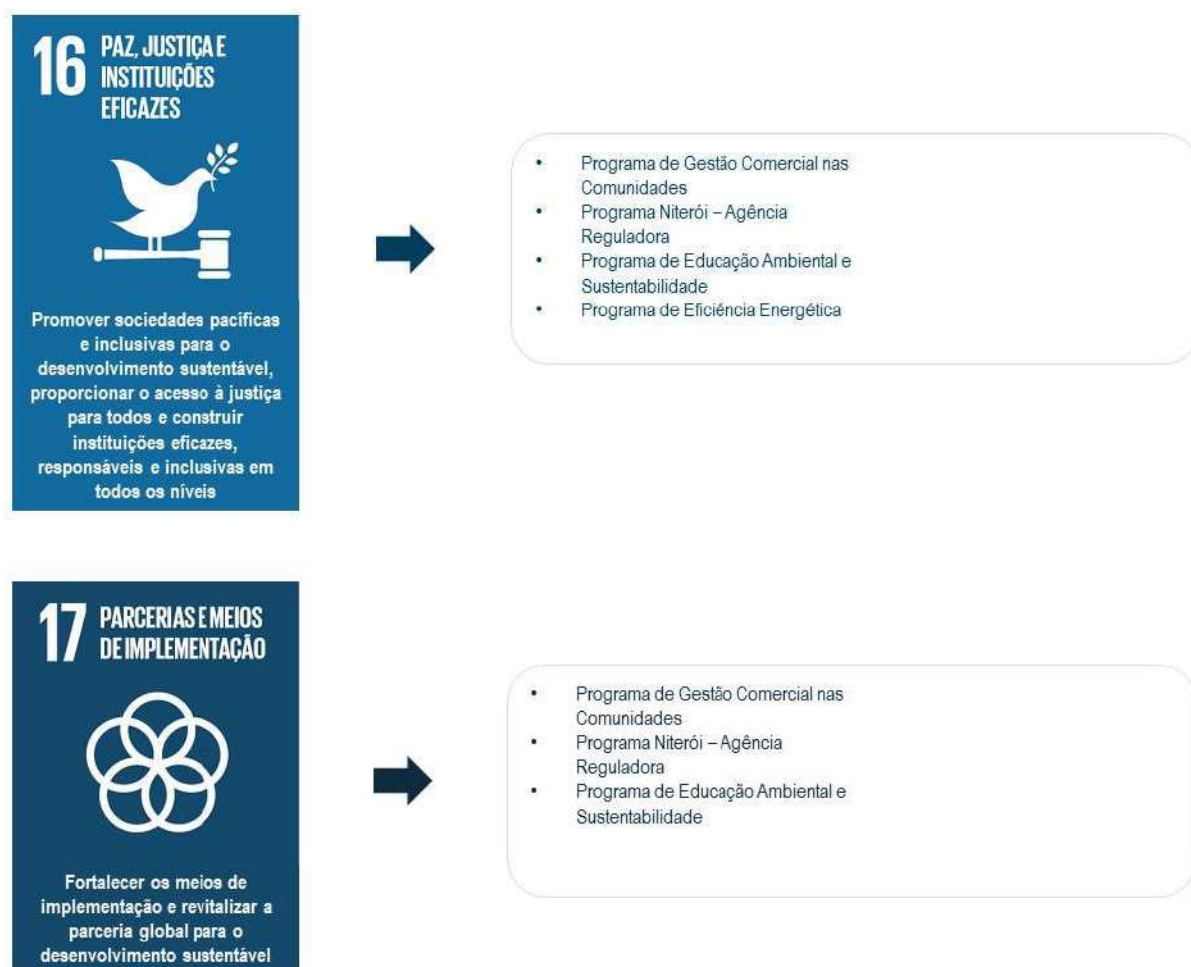 16 PAZ, JUSTIÇA E
INSTITUIÇÕES
EFICAZES
Promover sociedades pacíficas
e inclusivas para o
desenvolvimento sustentável,
proporcionar o acesso à justiça
para todos e construir
instituições eficazes,
responsáveis e inclusivas em
todos os níveis
• Programa de Gestão Comercial nas
Comunidades
• Programa Niterói – Agência
Reguladora
• Programa de Educação Ambiental e
Sustentabilidade
• Programa de Eficiência Energética
17 PARCERIAS E MEIOS
DE IMPLEMENTAÇÃO
Fortalecer os meios de
implementação e revitalizar a
parceria global para o
desenvolvimento sustentável
• Programa de Gestão Comercial nas
Comunidades
• Programa Niterói – Agência
Reguladora
• Programa de Educação Ambiental e
Sustentabilidade